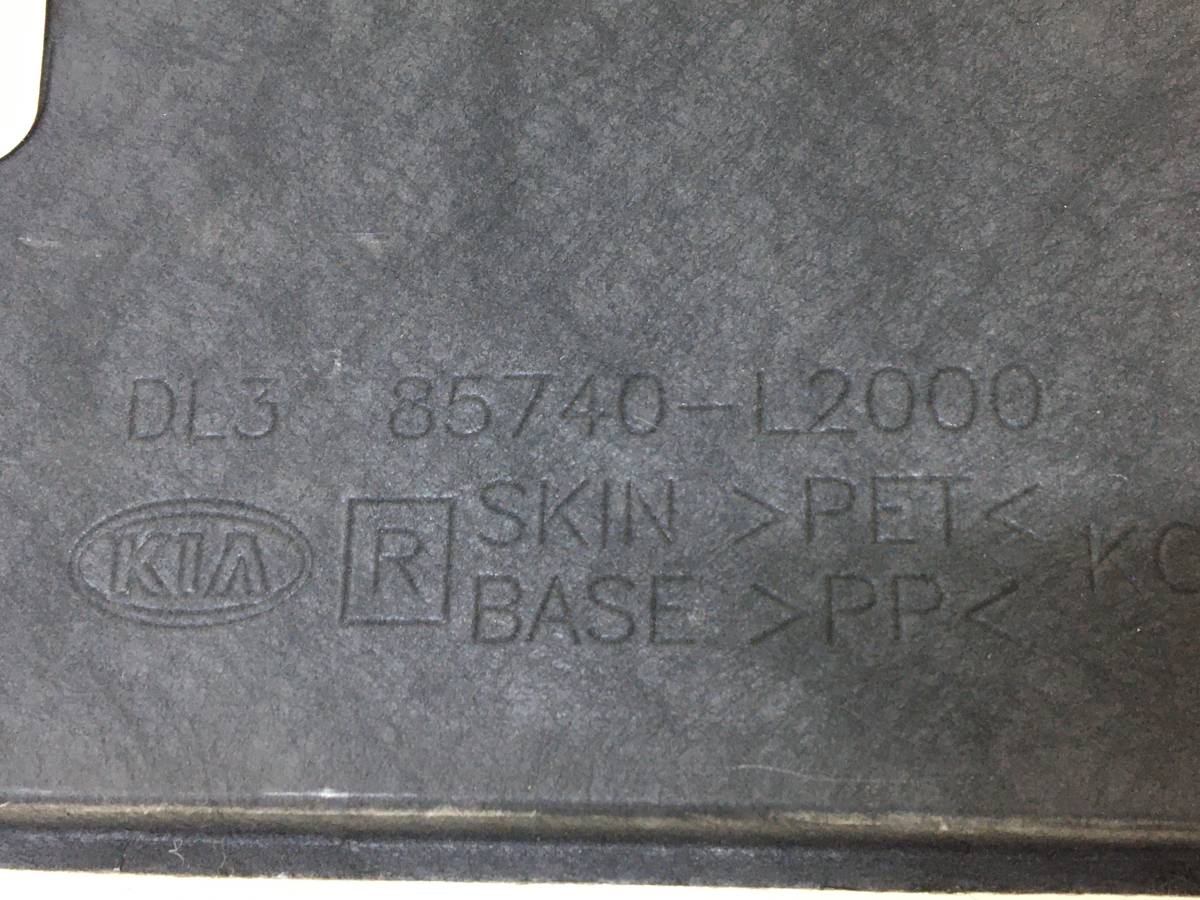 DL3 85740-L2000
KIA R SKIN >PET<
BASE >PP<